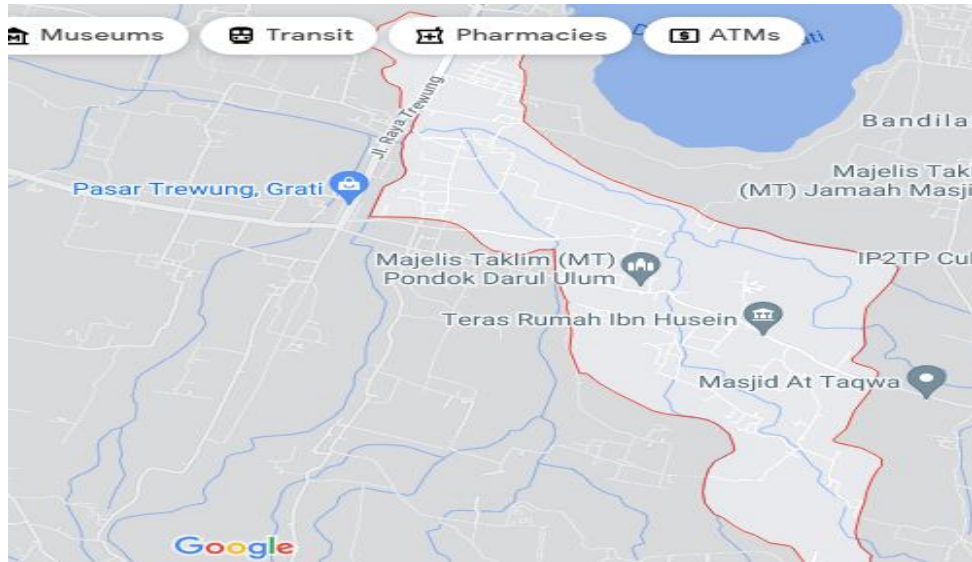 Museums
Transit
Pharmacies
ATMs
ati
Jl. Raya Trewung
Bandila
Majelis Tak
(MT) Jamaah Masji
Pasar Trewung, Grati
Majelis Taklim (MT)
Pondok Darul Ulum
IP2TP Cul
Teras Rumah Ibn Husein
Masjid At Taqwa
Google